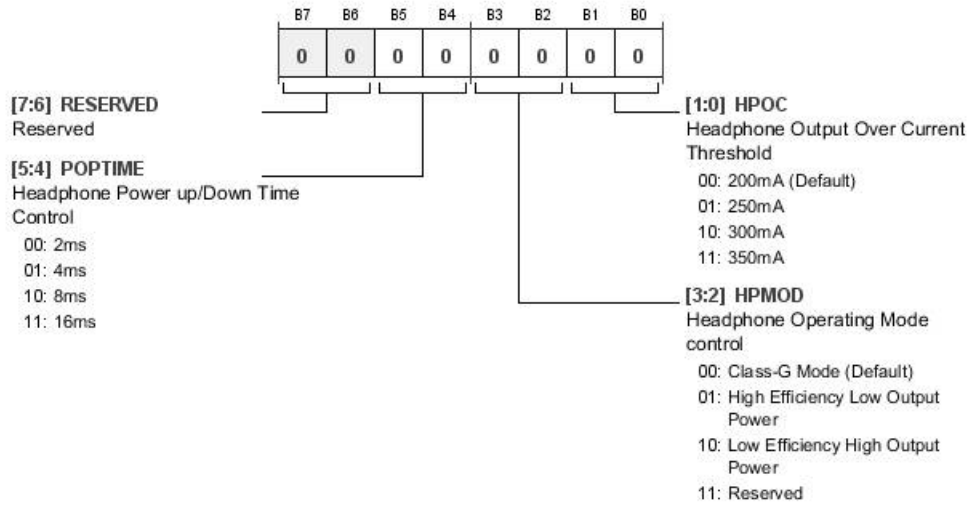 B7 B6 B5 B4 B3 B2 B1 B0
0 0 0 0 0 0 0 0
[7:6] RESERVED
Reserved
[5:4] POPTIME
Headphone Power up/Down Time
Control
00: 2ms
01: 4ms
10: 8ms
11: 16ms
[1:0] HPOC
Headphone Output Over Current
Threshold
00: 200mA (Default)
01: 250mA
10: 300mA
11: 350mA
[3:2] HPMOD
Headphone Operating Mode
control
00: Class-G Mode (Default)
01: High Efficiency Low Output
Power
10: Low Efficiency High Output
Power
11: Reserved